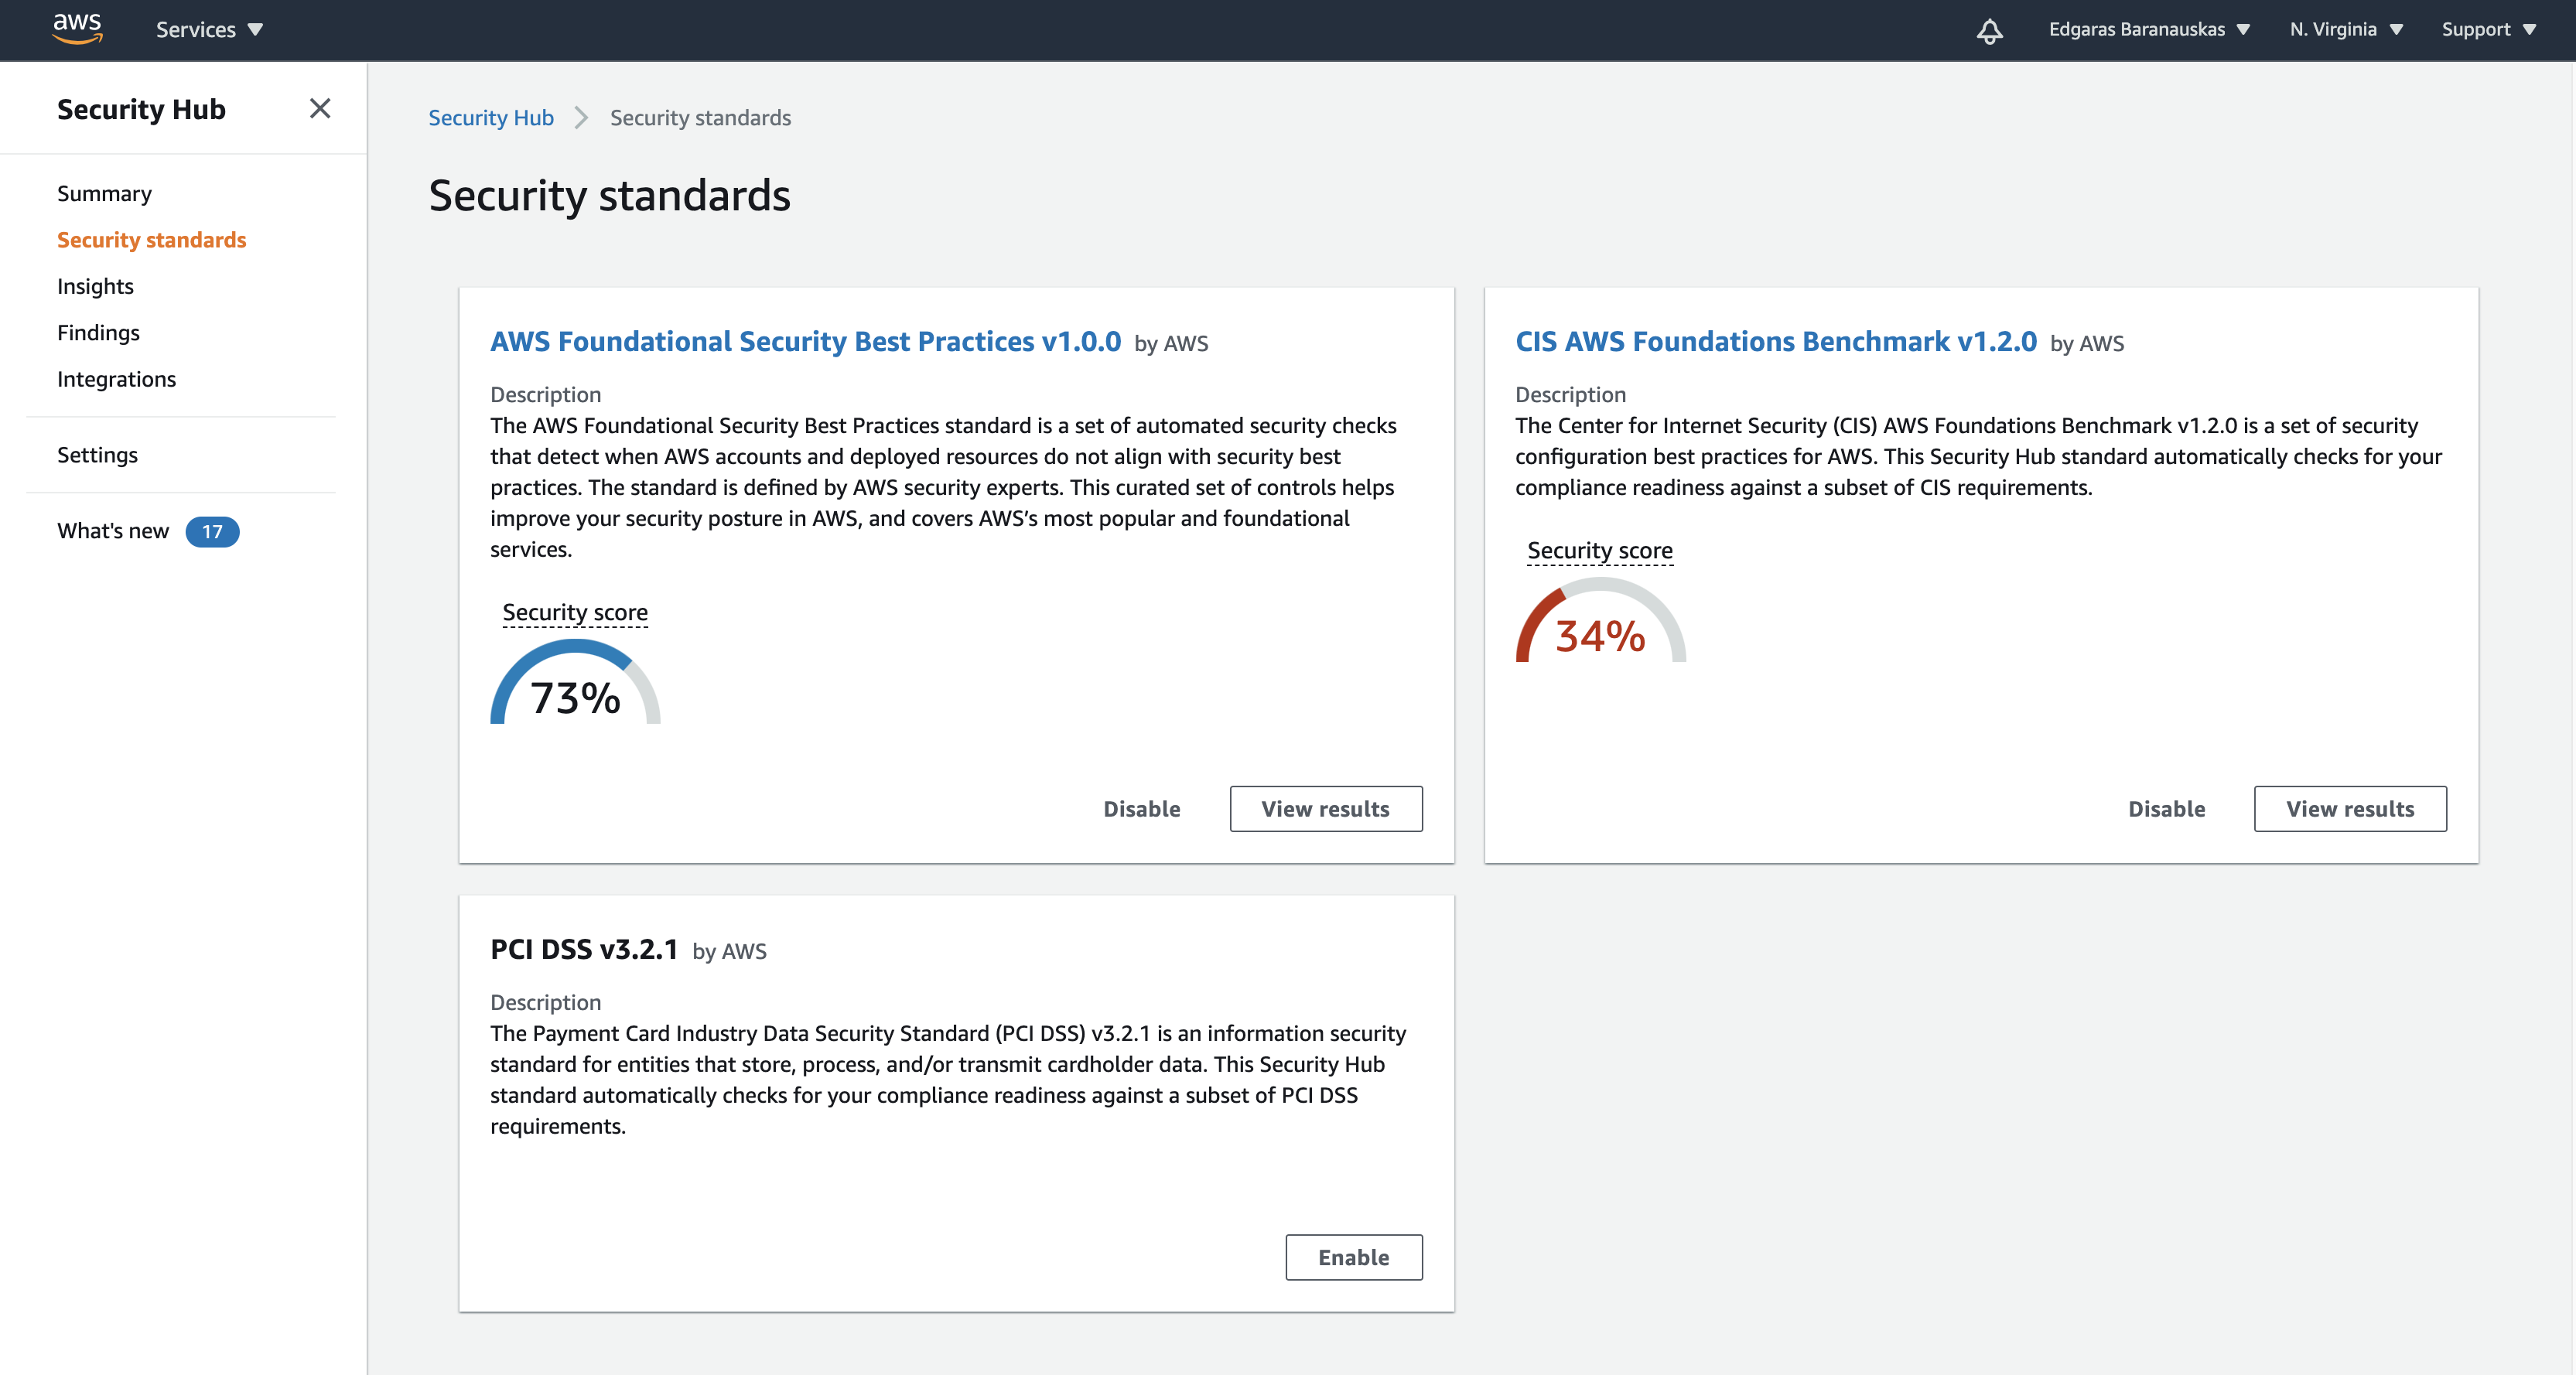 aws Services Edgaras Baranauskas N. Virginia Support
Security Hub
Summary
Security standards
Insights
Findings
Integrations
Settings
What's new 17
Security Hub Security standards
Security standards
AWS Foundational Security Best Practices v1.0.0 by AWS
Description
The AWS Foundational Security Best Practices standard is a set of automated security checks
that detect when AWS accounts and deployed resources do not align with security best
practices. The standard is defined by AWS security experts. This curated set of controls helps
improve your security posture in AWS, and covers AWS’s most popular and foundational
services.
Security score
73%
Disable View results
CIS AWS Foundations Benchmark v1.2.0 by AWS
Description
The Center for Internet Security (CIS) AWS Foundations Benchmark v1.2.0 is a set of security
configuration best practices for AWS. This Security Hub standard automatically checks for your
compliance readiness against a subset of CIS requirements.
Security score
34%
Disable View results
PCI DSS v3.2.1 by AWS
Description
The Payment Card Industry Data Security Standard (PCI DSS) v3.2.1 is an information security
standard for entities that store, process, and/or transmit cardholder data. This Security Hub
standard automatically checks for your compliance readiness against a subset of PCI DSS
requirements.
Enable